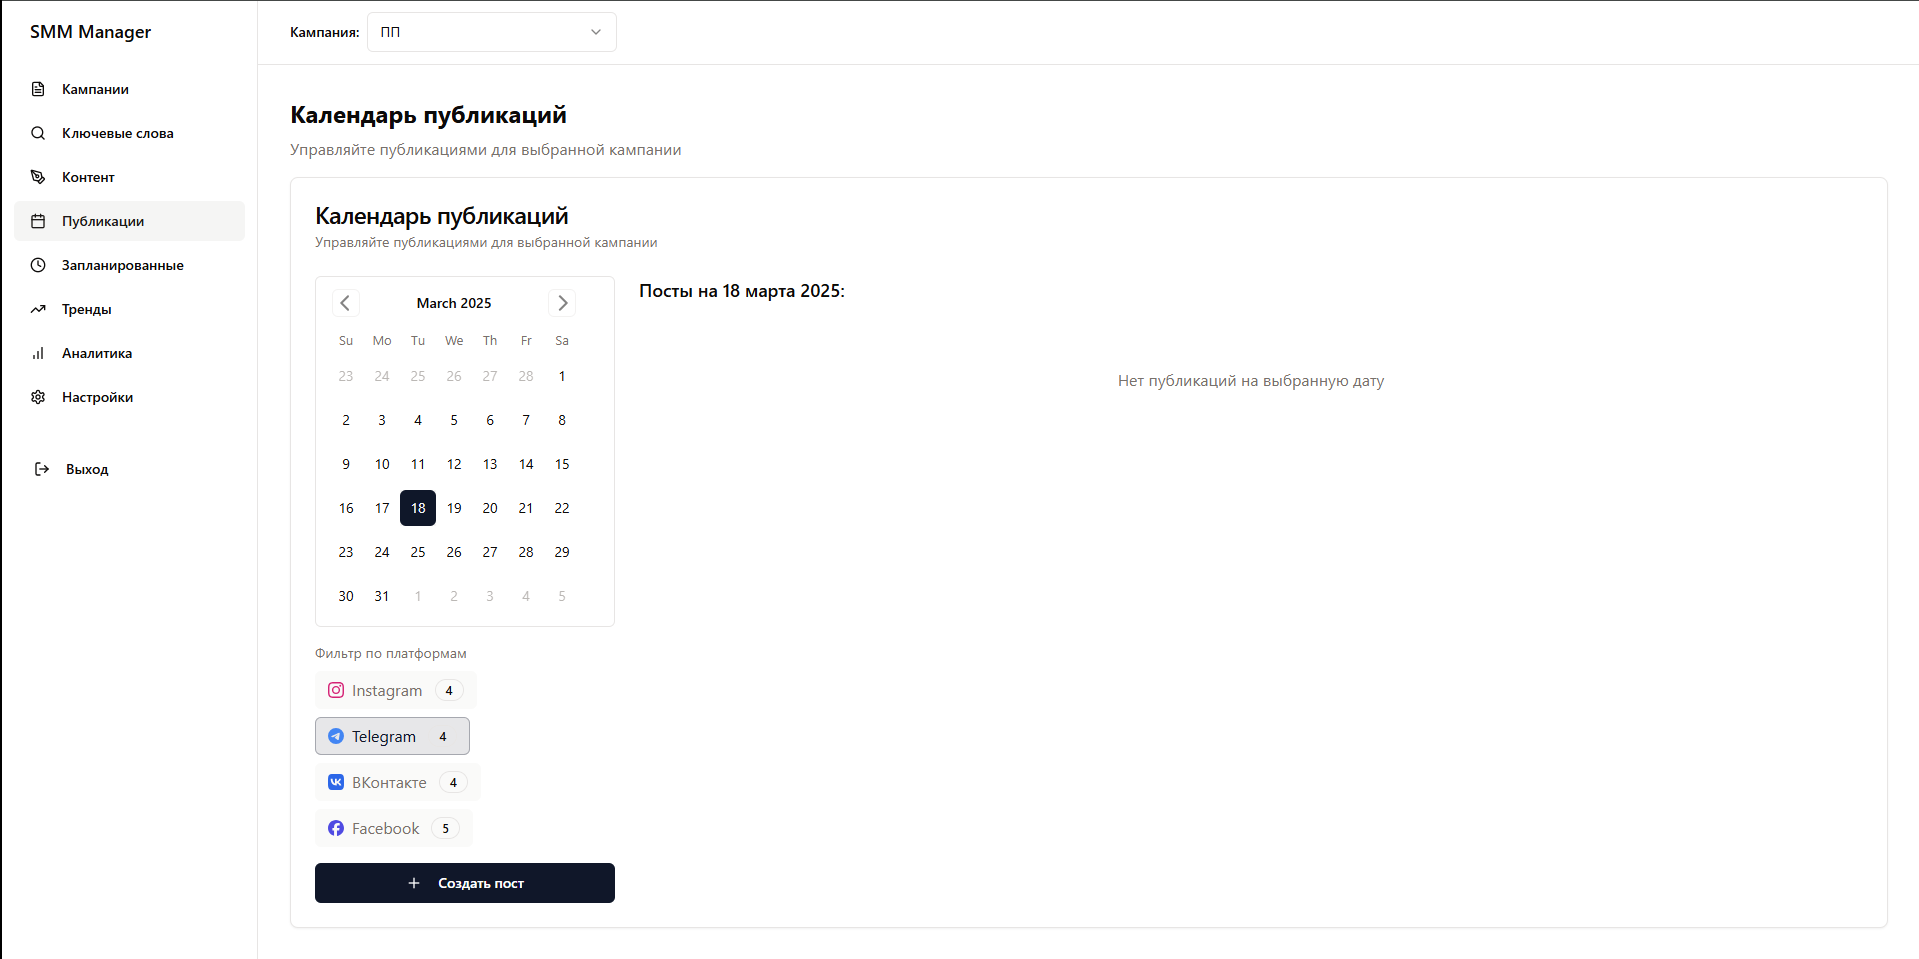 SMM Manager
Кампании
Ключевые слова
Контент
Публикации
Запланированные
Тренды
Аналитика
Настройки
Выход
Кампания: ПП
Календарь публикаций
Управляйте публикациями для выбранной кампании
Календарь публикаций
Управляйте публикациями для выбранной кампании
March 2025
Su Mo Tu We Th Fr Sa
23 24 25 26 27 28 1
2 3 4 5 6 7 8
9 10 11 12 13 14 15
16 17 18 19 20 21 22
23 24 25 26 27 28 29
30 31 1 2 3 4 5
Фильтр по платформам
Instagram 4
Telegram 4
ВКонтакте 4
Facebook 5
+ Создать пост
Посты на 18 марта 2025:
Нет публикаций на выбранную дату